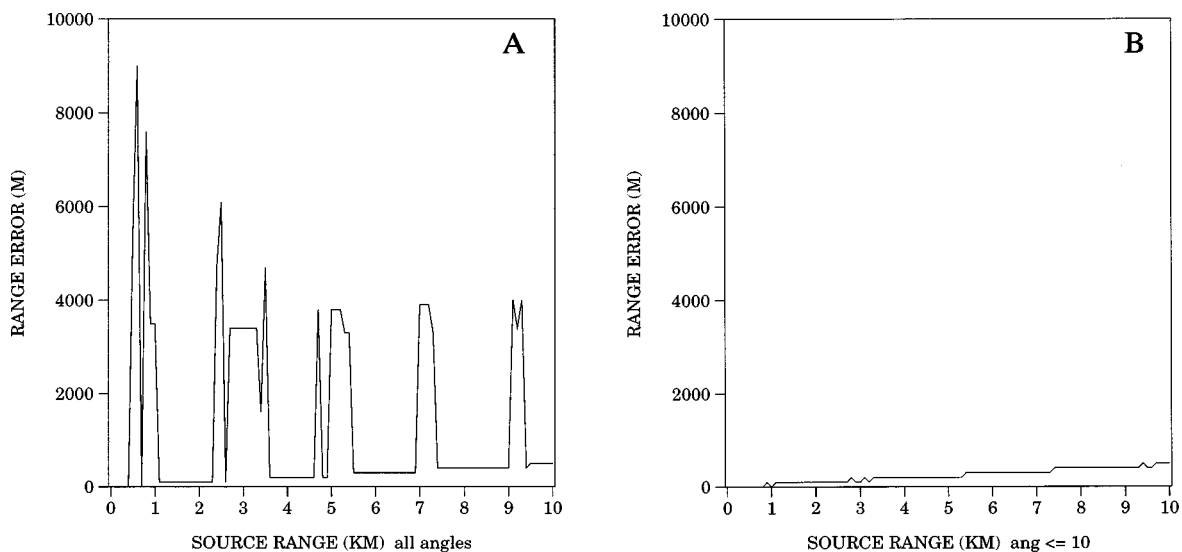 A
RANGE ERROR (M)
10000
8000
6000
4000
2000
0
0 1 2 3 4 5 6 7 8 9 10
SOURCE RANGE (KM) all angles
B
RANGE ERROR (M)
10000
8000
6000
4000
2000
0
0 1 2 3 4 5 6 7 8 9 10
SOURCE RANGE (KM) ang <= 10